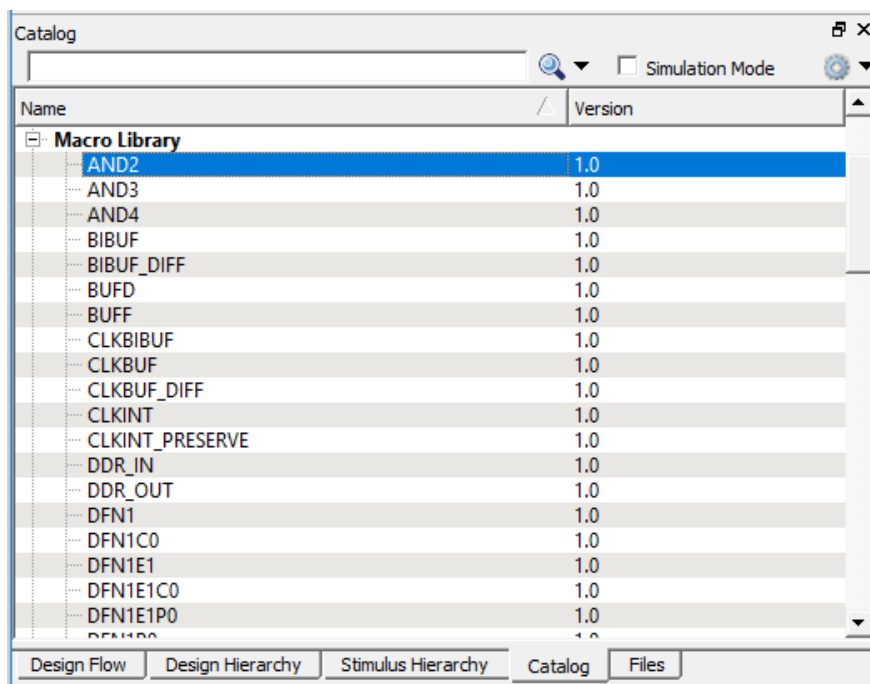 Catalog
Simulation Mode
Name Version
Macro Library
AND2 1.0
AND3 1.0
AND4 1.0
BIBUF 1.0
BIBUF_DIFF 1.0
BUFD 1.0
BUFF 1.0
CLKBIBUF 1.0
CLKBUF 1.0
CLKBUF_DIFF 1.0
CLKINT 1.0
CLKINT_PRESERVE 1.0
DDR_IN 1.0
DDR_OUT 1.0
DFN1 1.0
DFN1C0 1.0
DFN1E1 1.0
DFN1E1C0 1.0
DFN1E1P0 1.0
Design Flow Design Hierarchy Stimulus Hierarchy Catalog Files